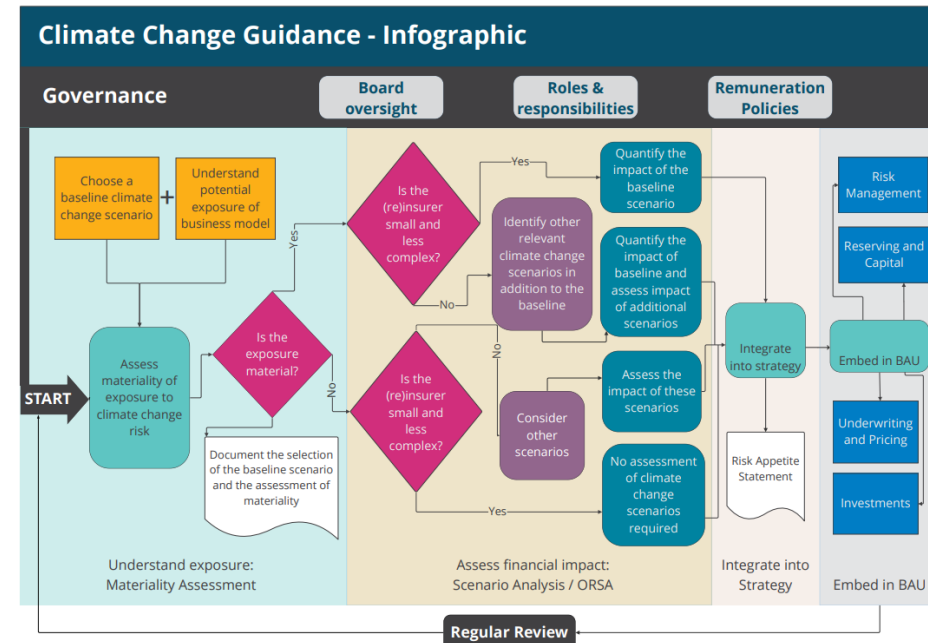 Climate Change Guidance - Infographic
Governance
Board
oversight
Roles &
responsibilities
Remuneration
Policies
Choose a
baseline climate
change scenario
+
Understand
potential
exposure of
business model
START
Assess
materiality of
exposure to
climate change
risk
Is the
exposure
material?
Yes
No
Document the selection
of the baseline scenario
and the assessment of
materiality
Understand exposure:
Materiality Assessment
Is the
(re)insurer
small and
less
complex?
Yes
No
Identify other
relevant
climate change
scenarios in
addition to the
baseline
Quantify the
impact of the
baseline
scenario
Quantify the
impact of
baseline and
assess impact
of additional
scenarios
Is the
(re)insurer
small and
less
complex?
No
Yes
Consider
other
scenarios
Assess the
impact of these
scenarios
No assessment
of climate
change
scenarios
required
Assess financial impact:
Scenario Analysis / ORSA
Integrate
into strategy
Risk Appetite
Statement
Integrate into
Strategy
Risk
Management
Reserving and
Capital
Embed in BAU
Underwriting
and Pricing
Investments
Embed in BAU
Regular Review